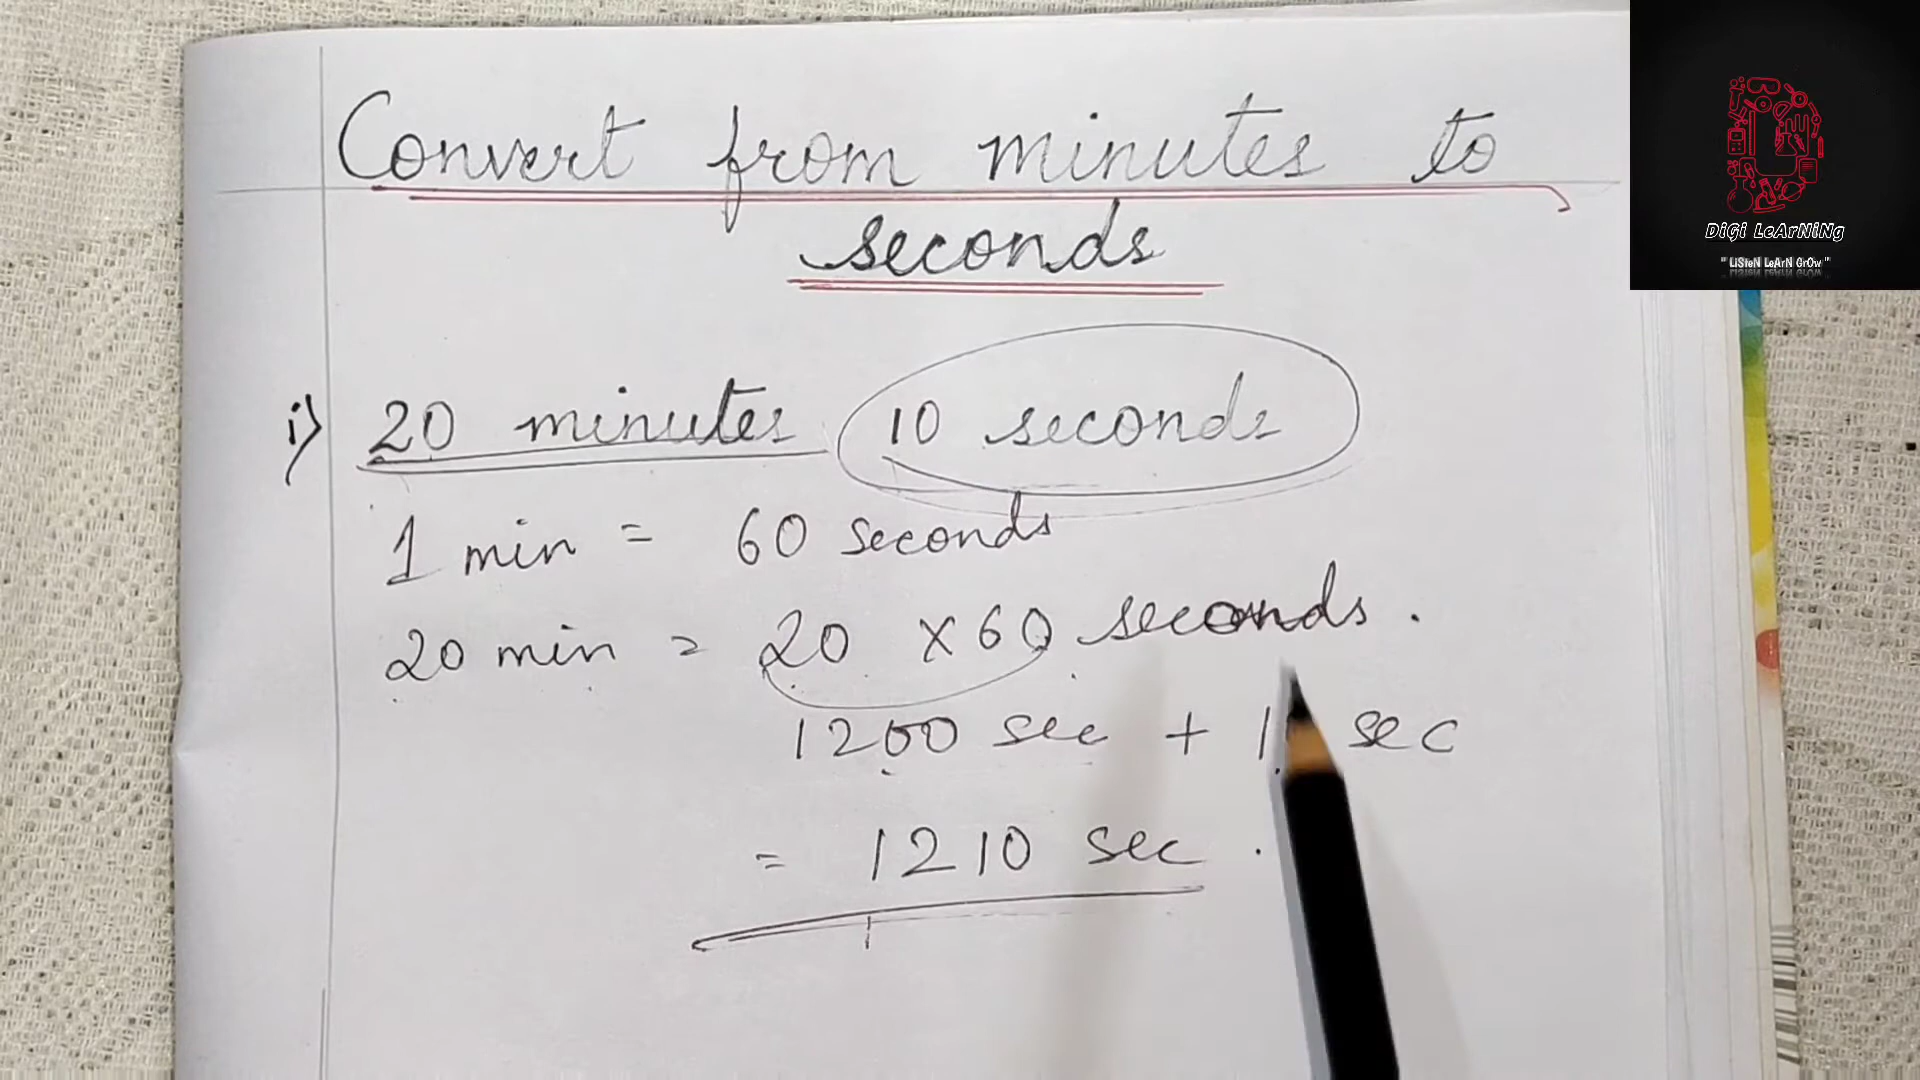 Convert from minutes to
seconds
i) 20 minutes 10 seconds
1 min = 60 seconds
20 min = 20 x 60 seconds.
1200 sec + sec
= 1210 sec.
DiGi LeArNiNg
" LiSteN LeArN GrOw "